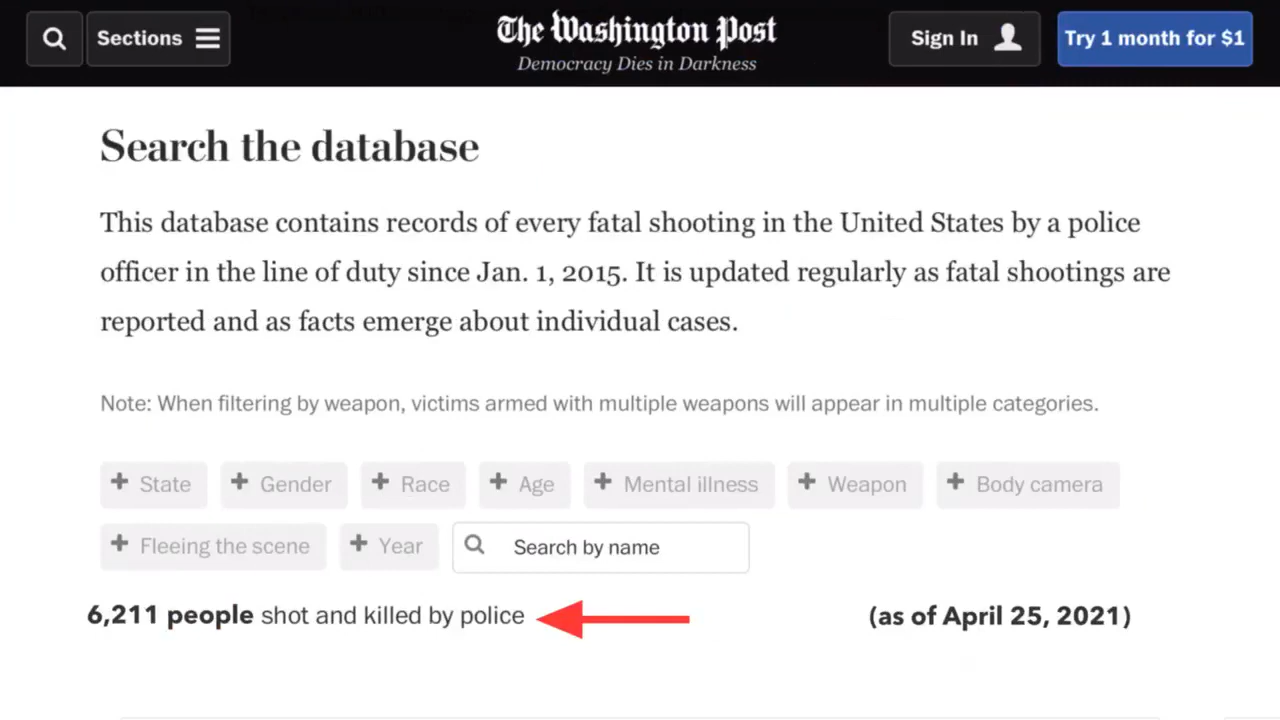 Sections
The Washington Post
Democracy Dies in Darkness
Sign In
Try 1 month for $1
Search the database
This database contains records of every fatal shooting in the United States by a police
officer in the line of duty since Jan. 1, 2015. It is updated regularly as fatal shootings are
reported and as facts emerge about individual cases.
Note: When filtering by weapon, victims armed with multiple weapons will appear in multiple categories.
+ State + Gender + Race + Age + Mental illness + Weapon + Body camera
+ Fleeing the scene + Year Search by name
6,211 people shot and killed by police (as of April 25, 2021)